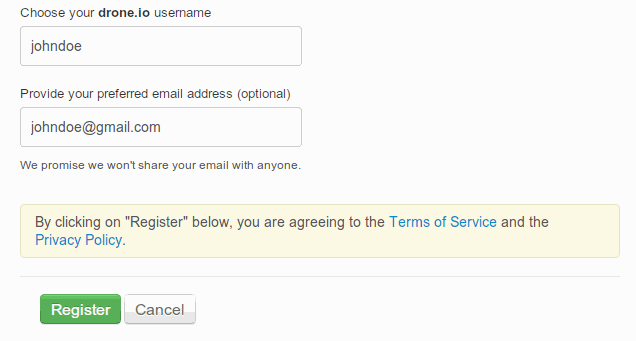 Choose your drone.io username
johndoe
Provide your preferred email address (optional)
johndoe@gmail.com
We promise we won't share your email with anyone.
By clicking on "Register" below, you are agreeing to the Terms of Service and the
Privacy Policy.
Register Cancel